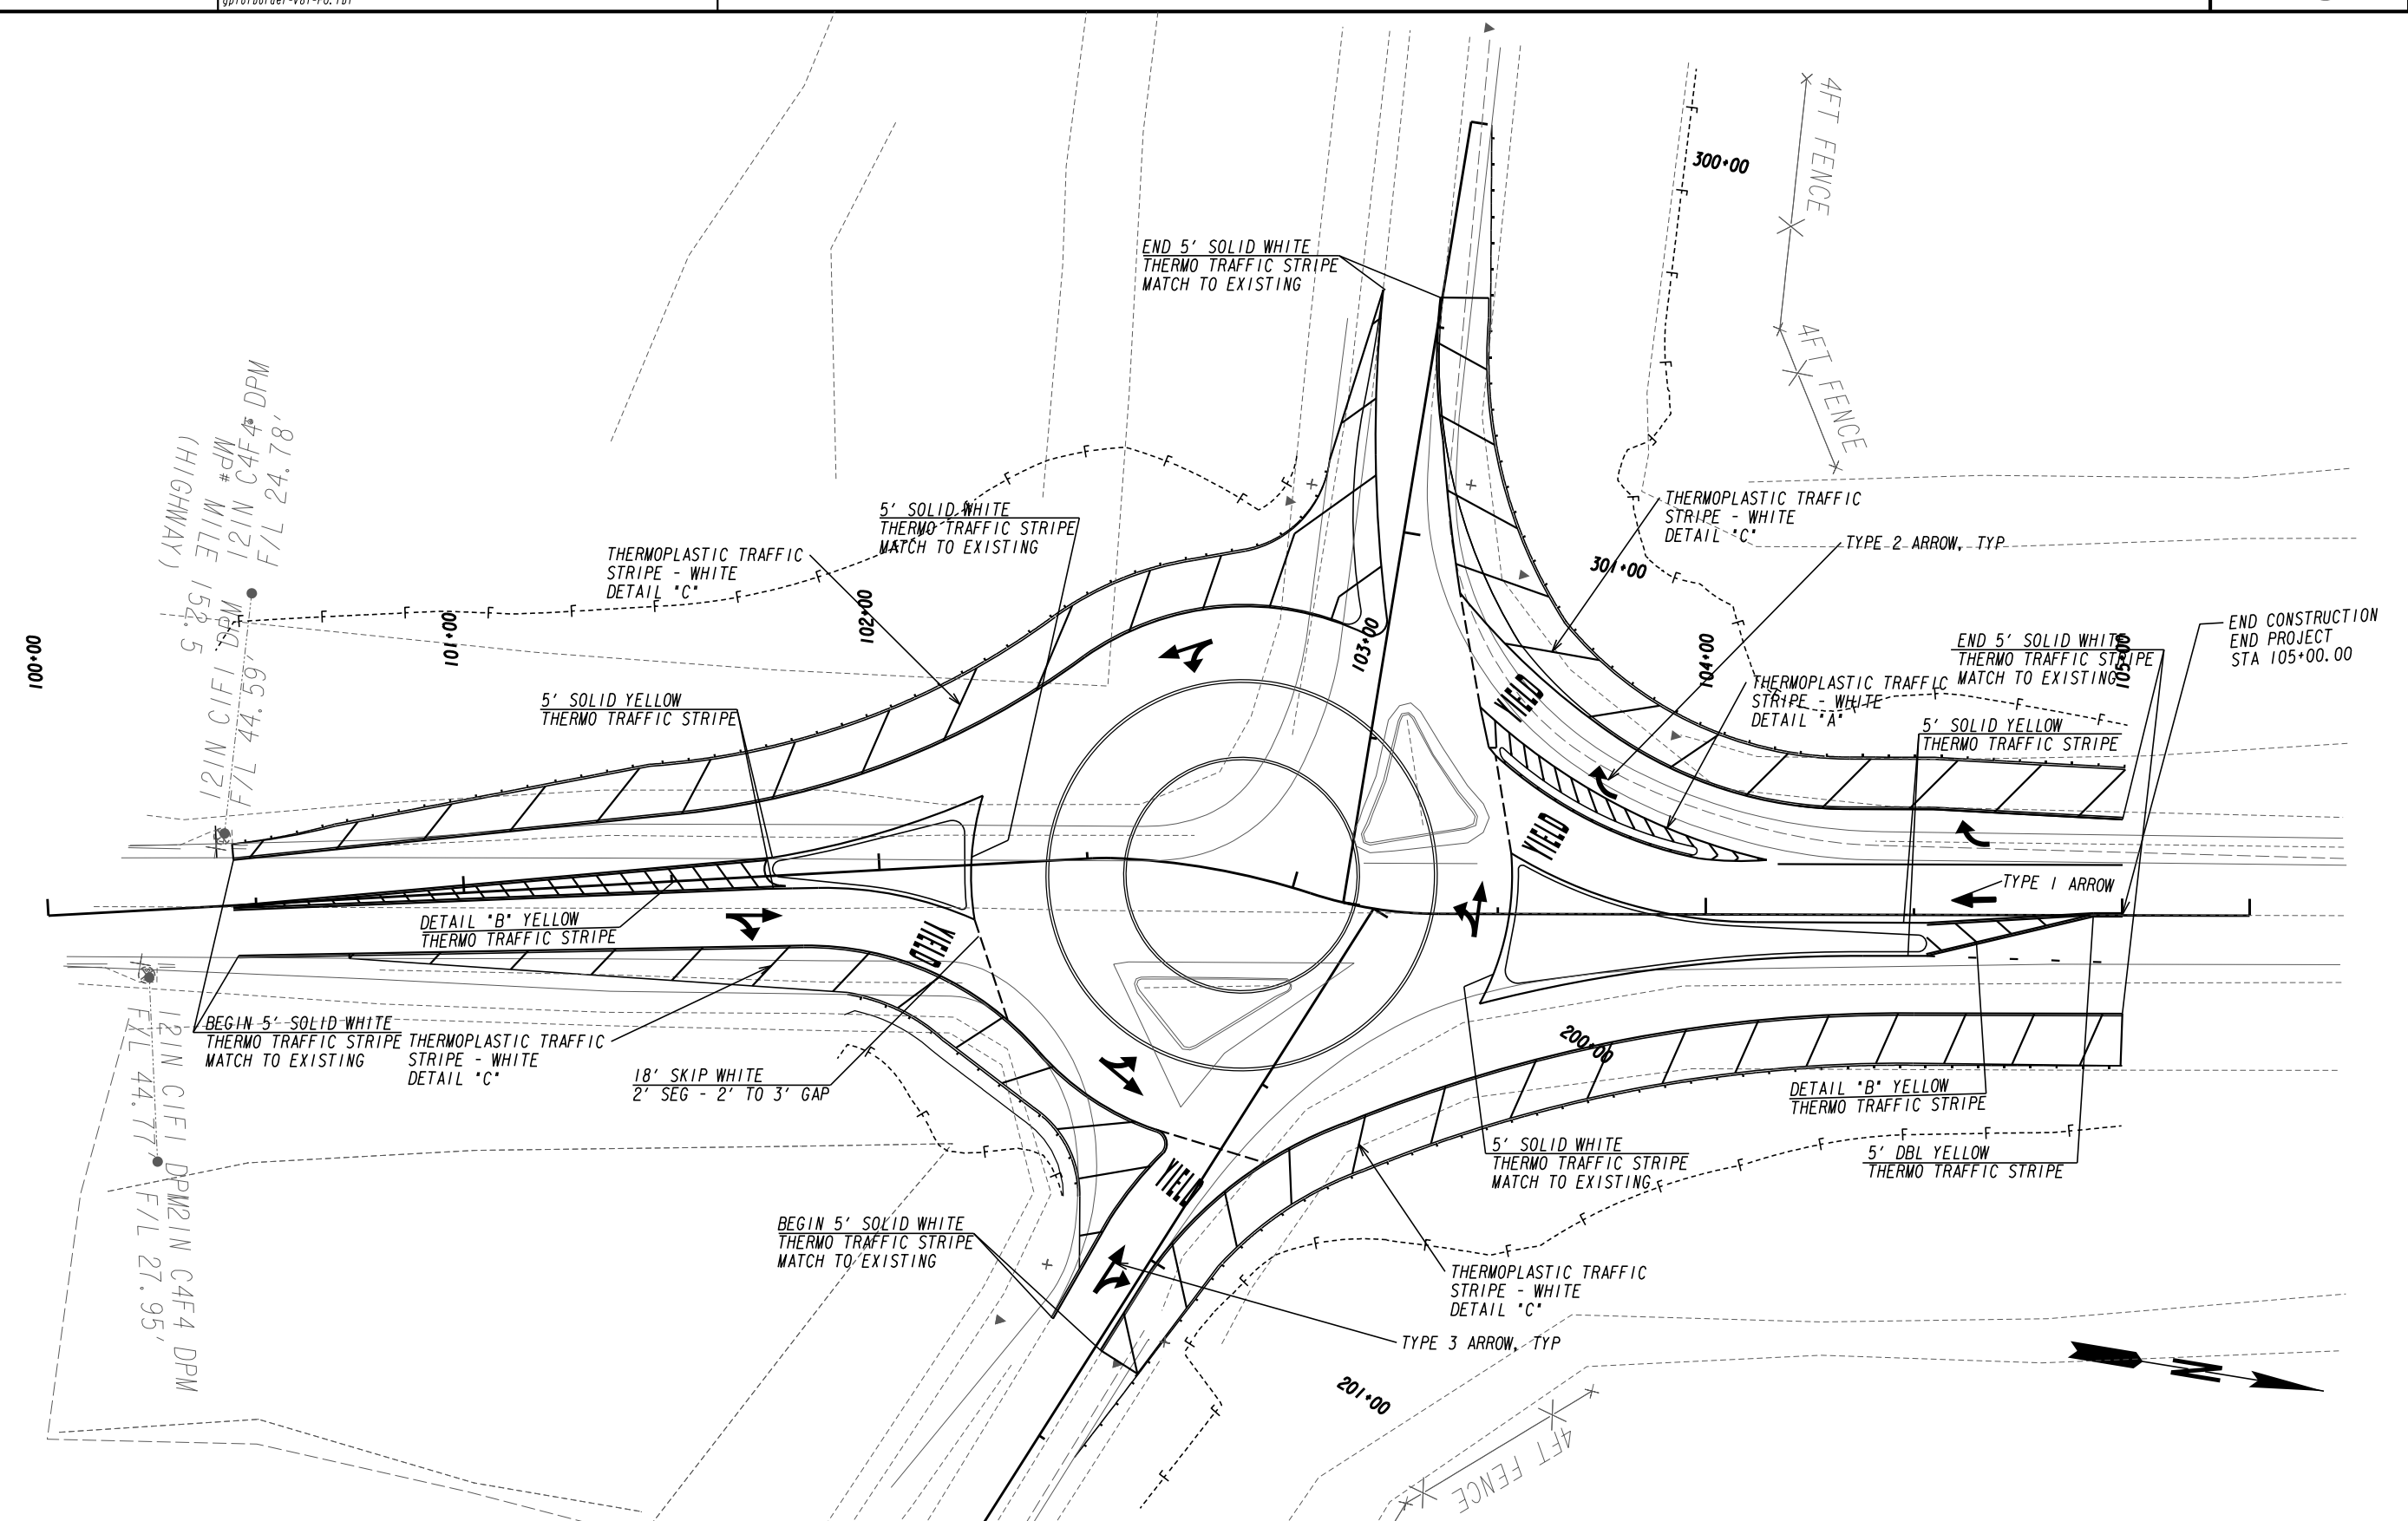 gptorborder-V8i-PO.tbl
4FT FENCE
300+00
END 5' SOLID WHITE
THERMO TRAFFIC STRIPE
MATCH TO EXISTING
4FT FENCE
MP# MILE 152.5
(HIGHWAY)
12IN C4F4 DPM
F/L 24.78'
12IN CIFI DPM
F/L 44.59'
5' SOLID WHITE
THERMO TRAFFIC STRIPE
MATCH TO EXISTING
THERMOPLASTIC TRAFFIC
STRIPE - WHITE
DETAIL "C"
THERMOPLASTIC TRAFFIC
STRIPE - WHITE
DETAIL "C"
TYPE 2 ARROW, TYP
301+00
100+00
101+00
102+00
103+00
104+00
105+00
END CONSTRUCTION
END PROJECT
STA 105+00.00
END 5' SOLID WHITE
THERMO TRAFFIC STRIPE
MATCH TO EXISTING
THERMOPLASTIC TRAFFIC
STRIPE - WHITE
DETAIL "A"
5' SOLID YELLOW
THERMO TRAFFIC STRIPE
5' SOLID YELLOW
THERMO TRAFFIC STRIPE
YIELD
YIELD
TYPE 1 ARROW
DETAIL "B" YELLOW
THERMO TRAFFIC STRIPE
YIELD
BEGIN 5' SOLID WHITE
THERMO TRAFFIC STRIPE
MATCH TO EXISTING
THERMOPLASTIC TRAFFIC
STRIPE - WHITE
DETAIL "C"
18' SKIP WHITE
2' SEG - 2' TO 3' GAP
200+00
DETAIL "B" YELLOW
THERMO TRAFFIC STRIPE
5' SOLID WHITE
THERMO TRAFFIC STRIPE
MATCH TO EXISTING
5' DBL YELLOW
THERMO TRAFFIC STRIPE
YIELD
12IN CIFI DPM
FXL 44.77'
12IN C4F4 DPM
F/L 27.95'
BEGIN 5' SOLID WHITE
THERMO TRAFFIC STRIPE
MATCH TO EXISTING
THERMOPLASTIC TRAFFIC
STRIPE - WHITE
DETAIL "C"
TYPE 3 ARROW, TYP
201+00
4FT FENCE
N